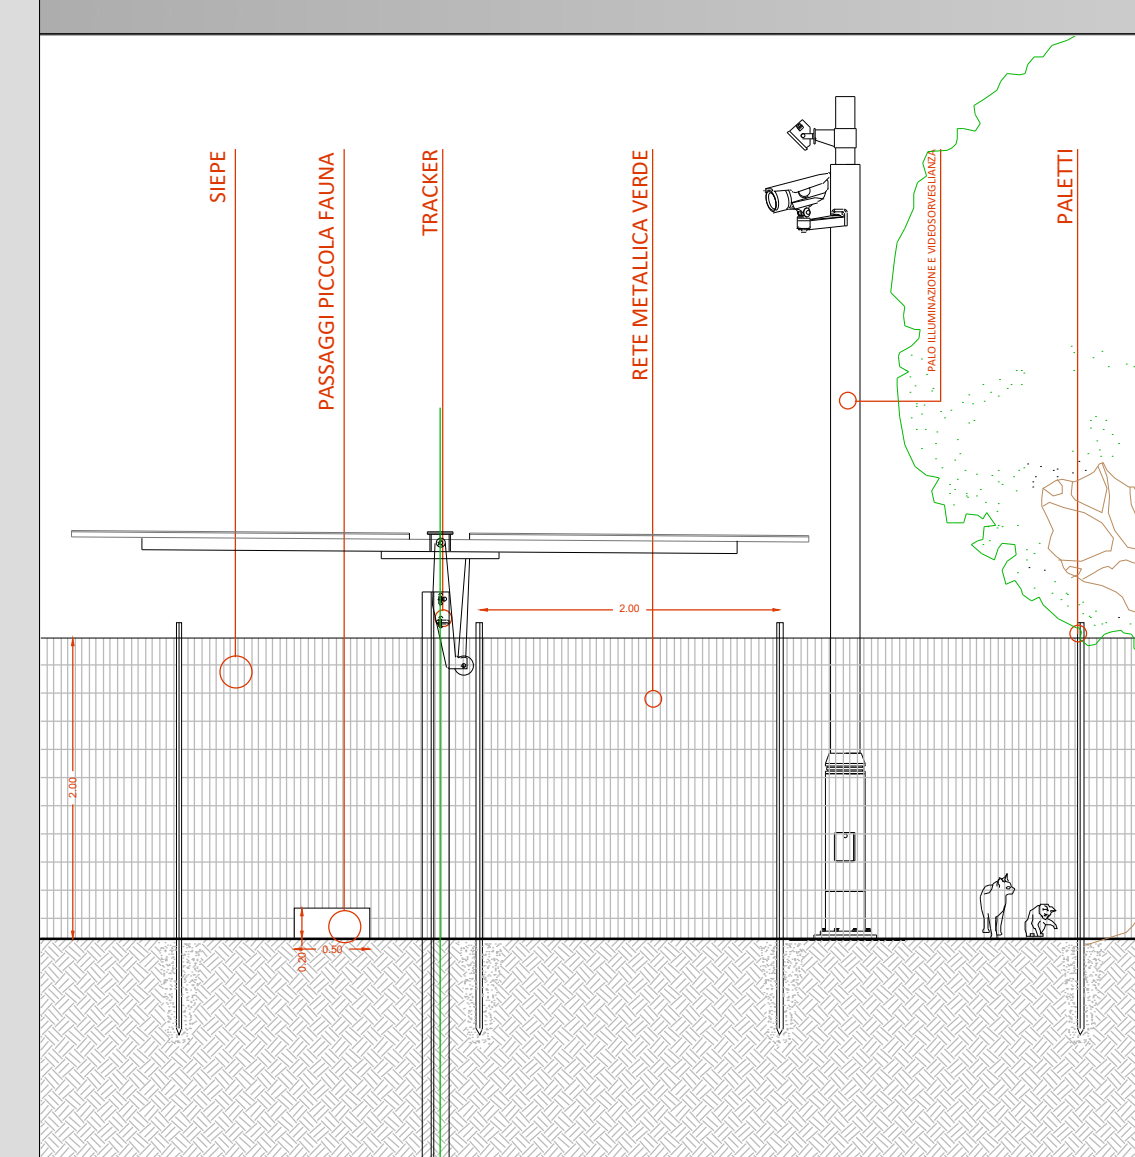 SIEPE
PASSAGGI PICCOLA FAUNA
TRACKER
RETE METALLICA VERDE
PALO ILLUMINAZIONE E VIDEOSORVEGLIANZA
PALETTI
2.00
2.00
0.50
0.20